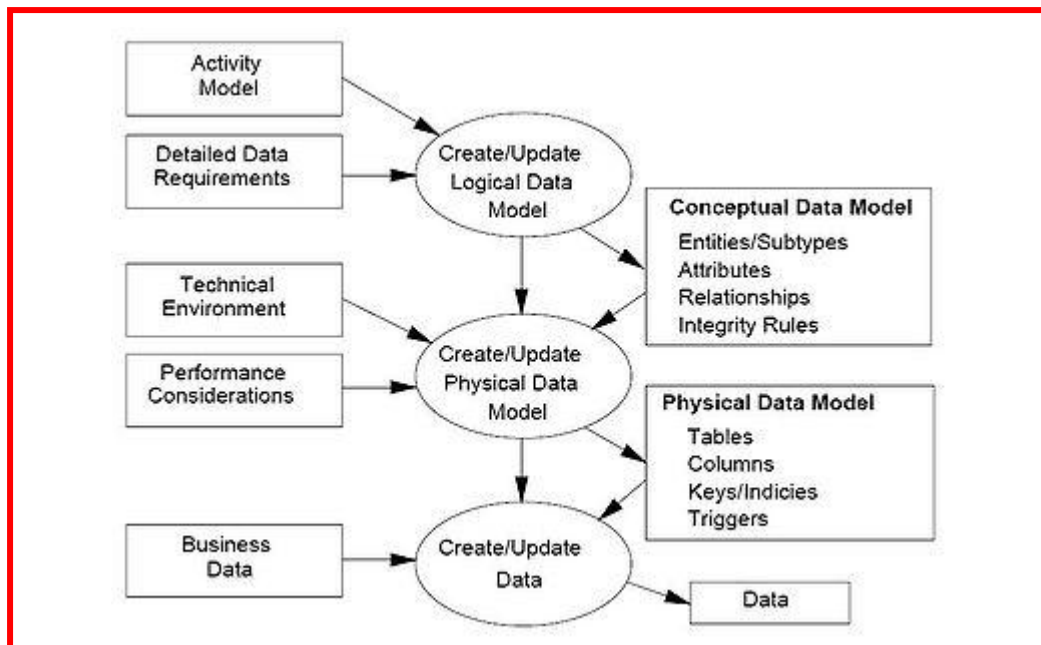 Activity
Model
Detailed Data
Requirements
Create/Update
Logical Data
Model
Conceptual Data Model
Entities/Subtypes
Attributes
Relationships
Integrity Rules
Technical
Environment
Performance
Considerations
Create/Update
Physical Data
Model
Physical Data Model
Tables
Columns
Keys/Indicies
Triggers
Business
Data
Create/Update
Data
Data